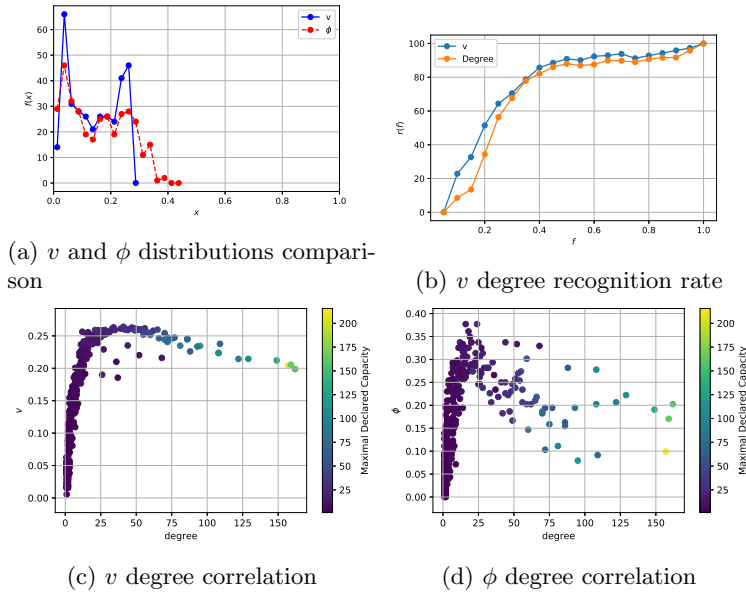 60
50
40
30
20
10
0
f(x)
0.0 0.2 0.4 0.6 0.8 1.0
x
v
ϕ
(a) v and ϕ distributions compari-
son
100
80
60
40
20
0
r(f)
0.2 0.4 0.6 0.8 1.0
f
v
Degree
(b) v degree recognition rate
0.25
0.20
0.15
0.10
0.05
0.00
v
0 25 50 75 100 125 150
degree
200
175
150
125
100
75
50
25
Maximal Declared Capacity
(c) v degree correlation
0.40
0.35
0.30
0.25
0.20
0.15
0.10
0.05
0.00
ϕ
0 25 50 75 100 125 150
degree
200
175
150
125
100
75
50
25
Maximal Declared Capacity
(d) ϕ degree correlation